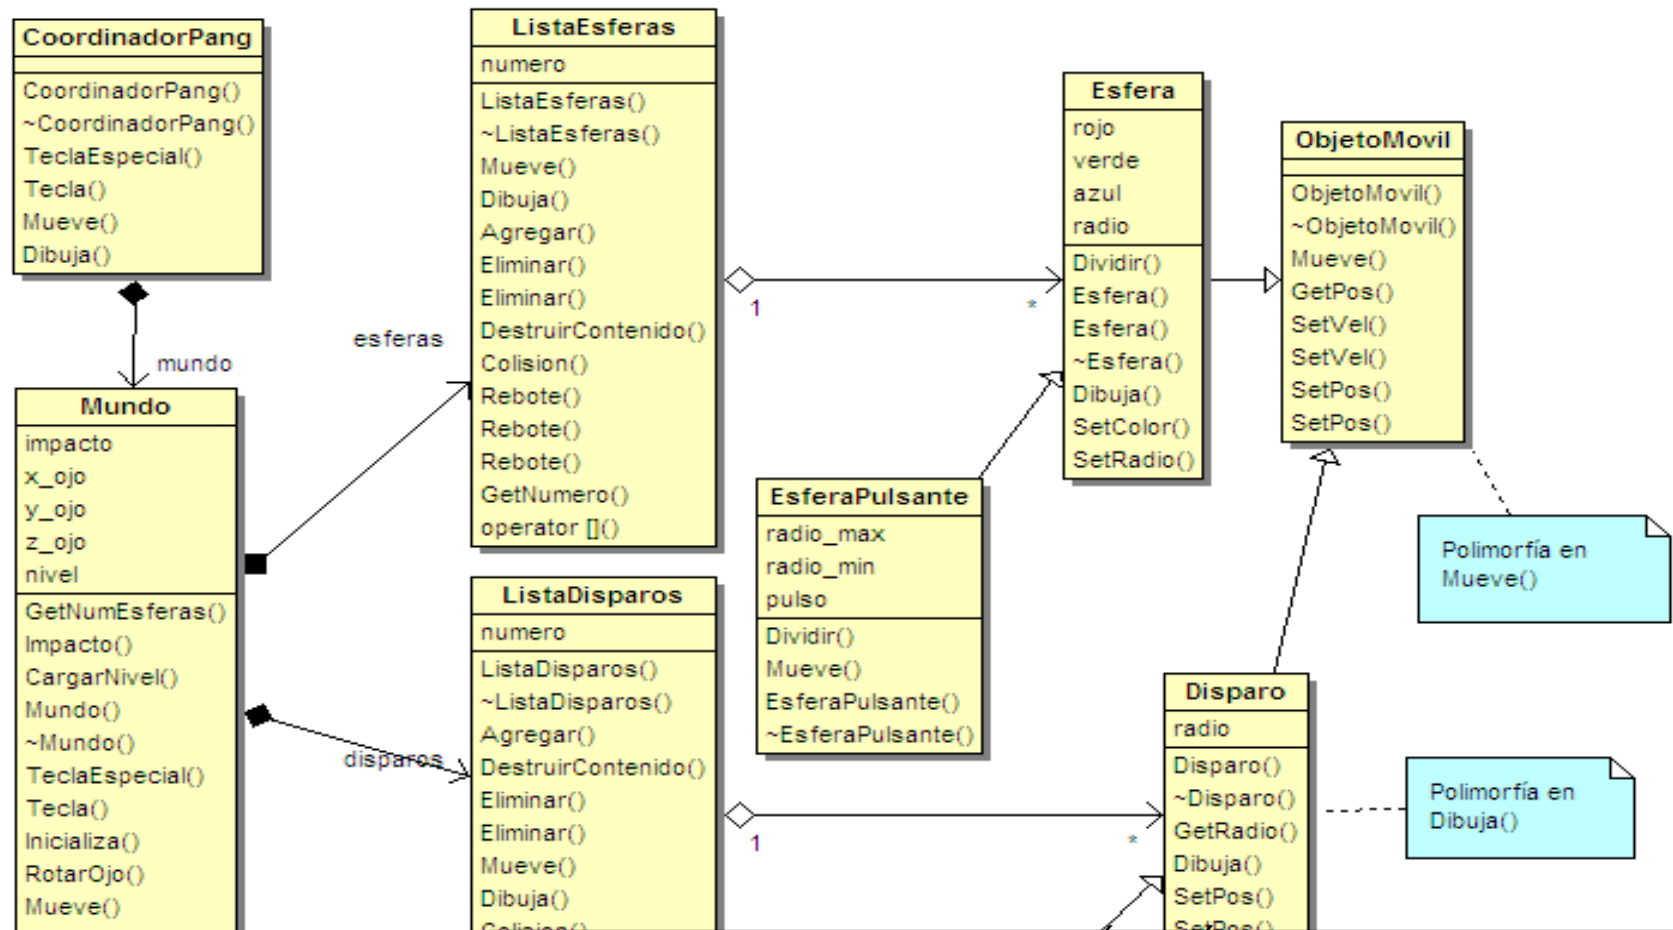 CoordinadorPang
CoordinadorPang()
~CoordinadorPang()
TeclaEspecial()
Tecla()
Mueve()
Dibuja()
mundo
Mundo
impacto
x_ojo
y_ojo
z_ojo
nivel
GetNumEsferas()
Impacto()
CargarNivel()
Mundo()
~Mundo()
TeclaEspecial()
Tecla()
Inicializa()
RotarOjo()
Mueve()
esferas
disparos
ListaEsferas
numero
ListaEsferas()
~ListaEsferas()
Mueve()
Dibuja()
Agregar()
Eliminar()
Eliminar()
DestruirContenido()
Colision()
Rebote()
Rebote()
Rebote()
GetNumero()
operator []()
1
*
ListaDisparos
numero
ListaDisparos()
~ListaDisparos()
Agregar()
DestruirContenido()
Eliminar()
Eliminar()
Mueve()
Dibuja()
Colision()
1
*
EsferaPulsante
radio_max
radio_min
pulso
Dividir()
Mueve()
EsferaPulsante()
~EsferaPulsante()
Esfera
rojo
verde
azul
radio
Dividir()
Esfera()
Esfera()
~Esfera()
Dibuja()
SetColor()
SetRadio()
ObjetoMovil
ObjetoMovil()
~ObjetoMovil()
Mueve()
GetPos()
SetVel()
SetVel()
SetPos()
SetPos()
Polimorfía en
Mueve()
Disparo
radio
Disparo()
~Disparo()
GetRadio()
Dibuja()
SetPos()
SetPos()
Polimorfía en
Dibuja()